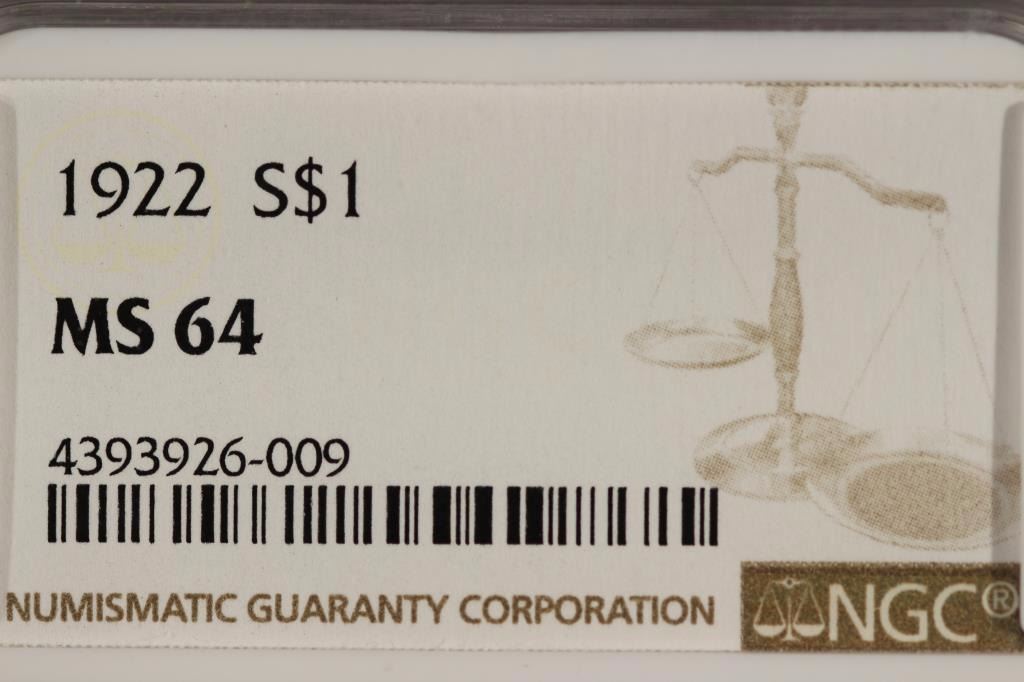 1922 S$1
MS 64
4393926-009
NUMISMATIC GUARANTY CORPORATION
NGC®